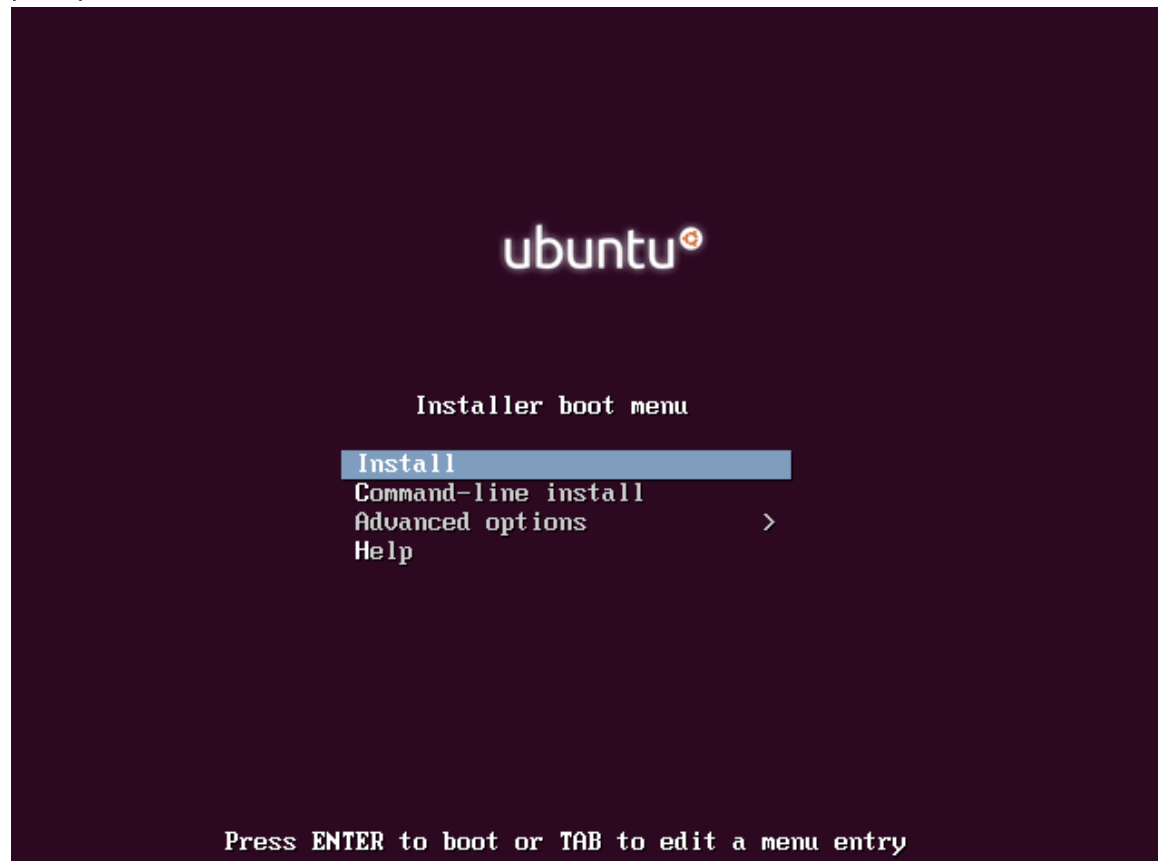 ubuntu
Installer boot menu
Install
Command-line install
Advanced options >
Help
Press ENTER to boot or TAB to edit a menu entry